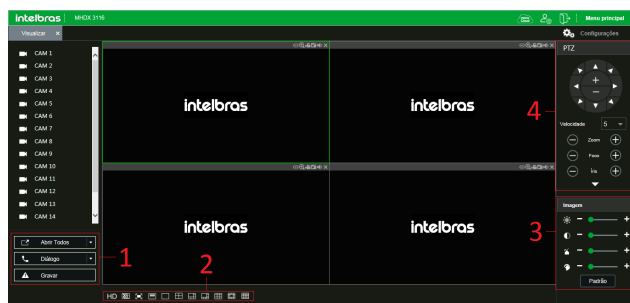 intelbras MHDX 3116 Menu principal
Visualizar × Configurações
CAM 1
CAM 2
CAM 3
CAM 4
CAM 5
CAM 6
CAM 7
CAM 8
CAM 9
CAM 10
CAM 11
CAM 12
CAM 13
CAM 14
intelbras intelbras
intelbras intelbras
PTZ
+
−
Velocidade 5
− Zoom +
− Foco +
− Íris +
4
Imagem
− +
− +
− +
− +
Padrão
3
Abrir Todos
Diálogo
Gravar
1
2
HD